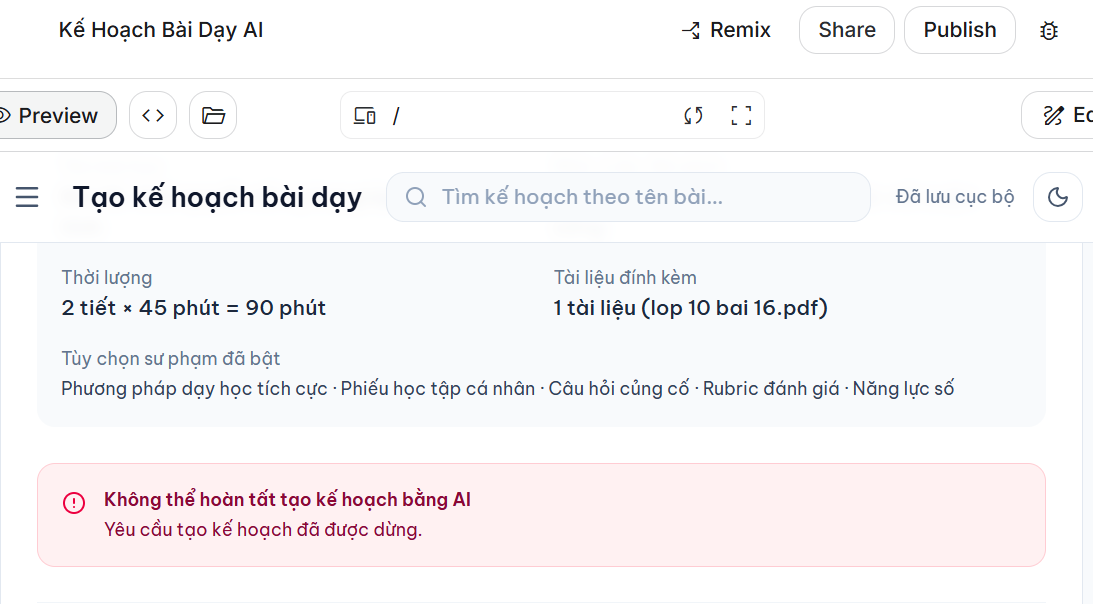 Kế Hoạch Bài Dạy AI
Remix
Share
Publish
Preview
/
Tạo kế hoạch bài dạy
Tìm kế hoạch theo tên bài...
Đã lưu cục bộ
Thời lượng
2 tiết × 45 phút = 90 phút
Tài liệu đính kèm
1 tài liệu (lop 10 bai 16.pdf)
Tùy chọn sư phạm đã bật
Phương pháp dạy học tích cực · Phiếu học tập cá nhân · Câu hỏi củng cố · Rubric đánh giá · Năng lực số
Không thể hoàn tất tạo kế hoạch bằng AI
Yêu cầu tạo kế hoạch đã được dừng.